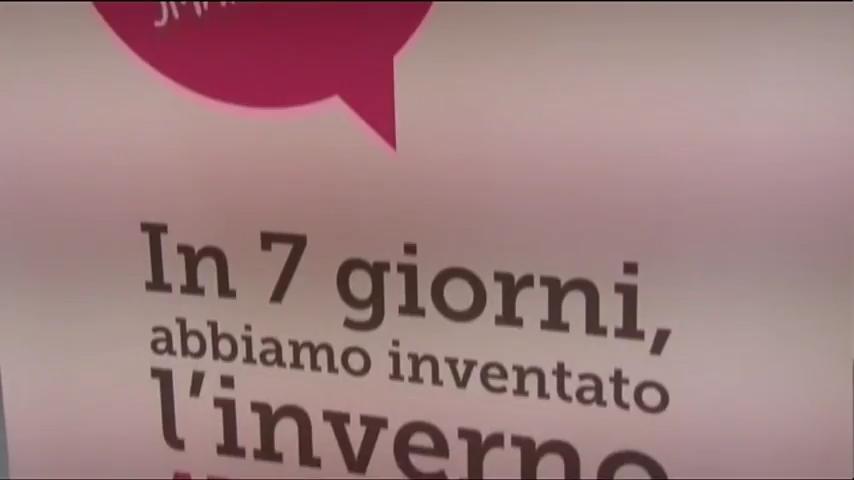 In 7 giorni,
abbiamo inventato
l'inverno